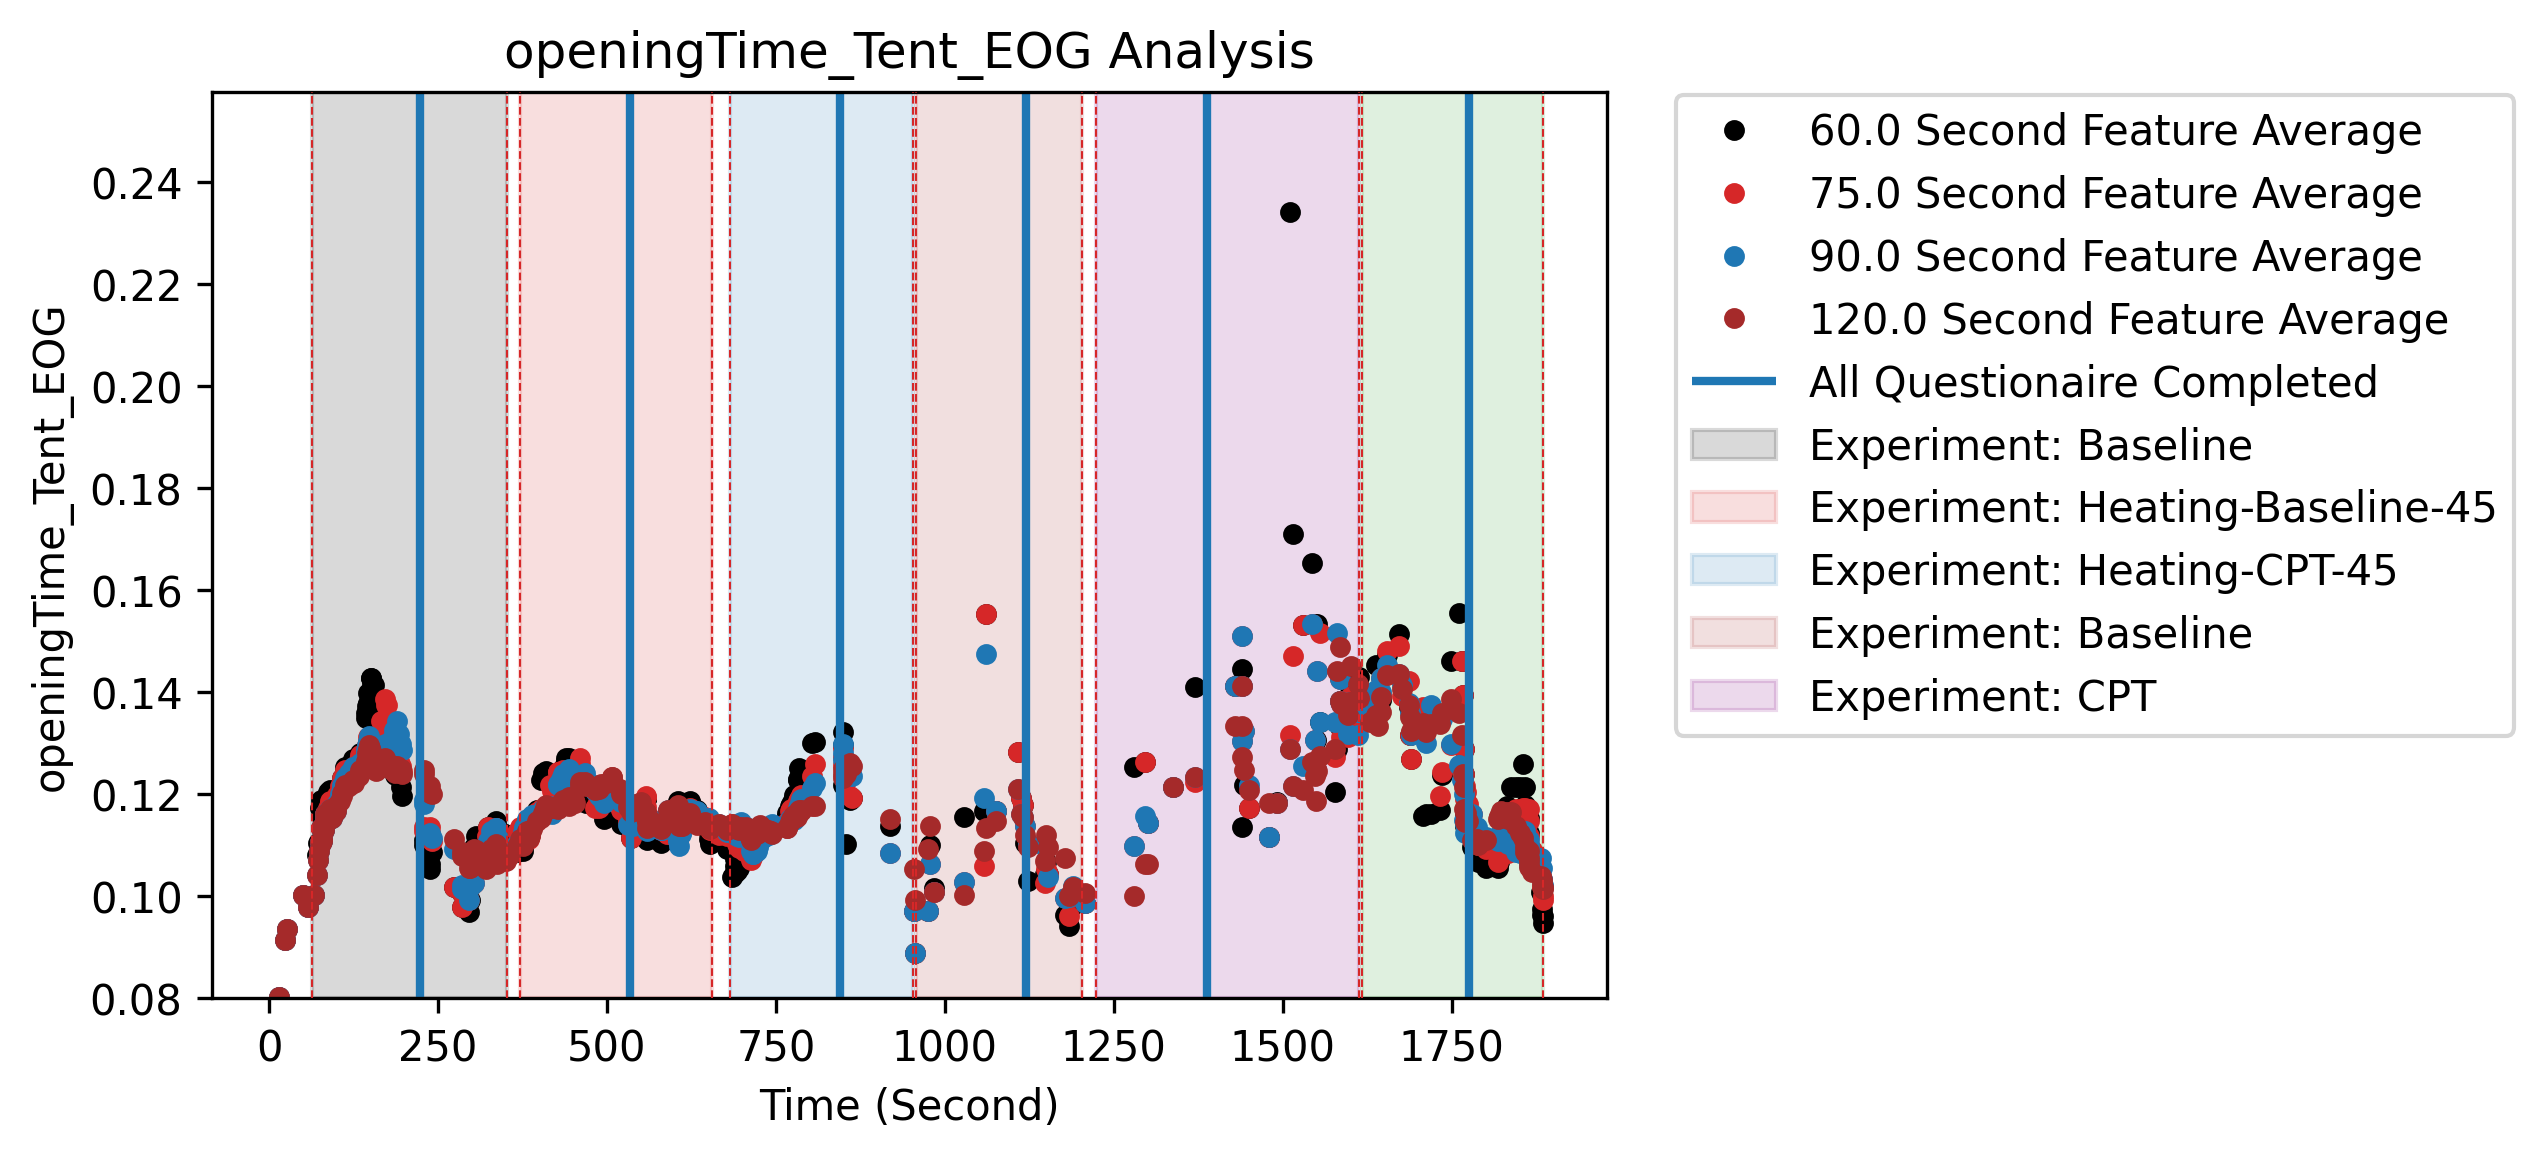 openingTime_Tent_EOG Analysis
openingTime_Tent_EOG
0.24
0.22
0.20
0.18
0.16
0.14
0.12
0.10
0.08
0 250 500 750 1000 1250 1500 1750
Time (Second)
60.0 Second Feature Average
75.0 Second Feature Average
90.0 Second Feature Average
120.0 Second Feature Average
All Questionaire Completed
Experiment: Baseline
Experiment: Heating-Baseline-45
Experiment: Heating-CPT-45
Experiment: Baseline
Experiment: CPT